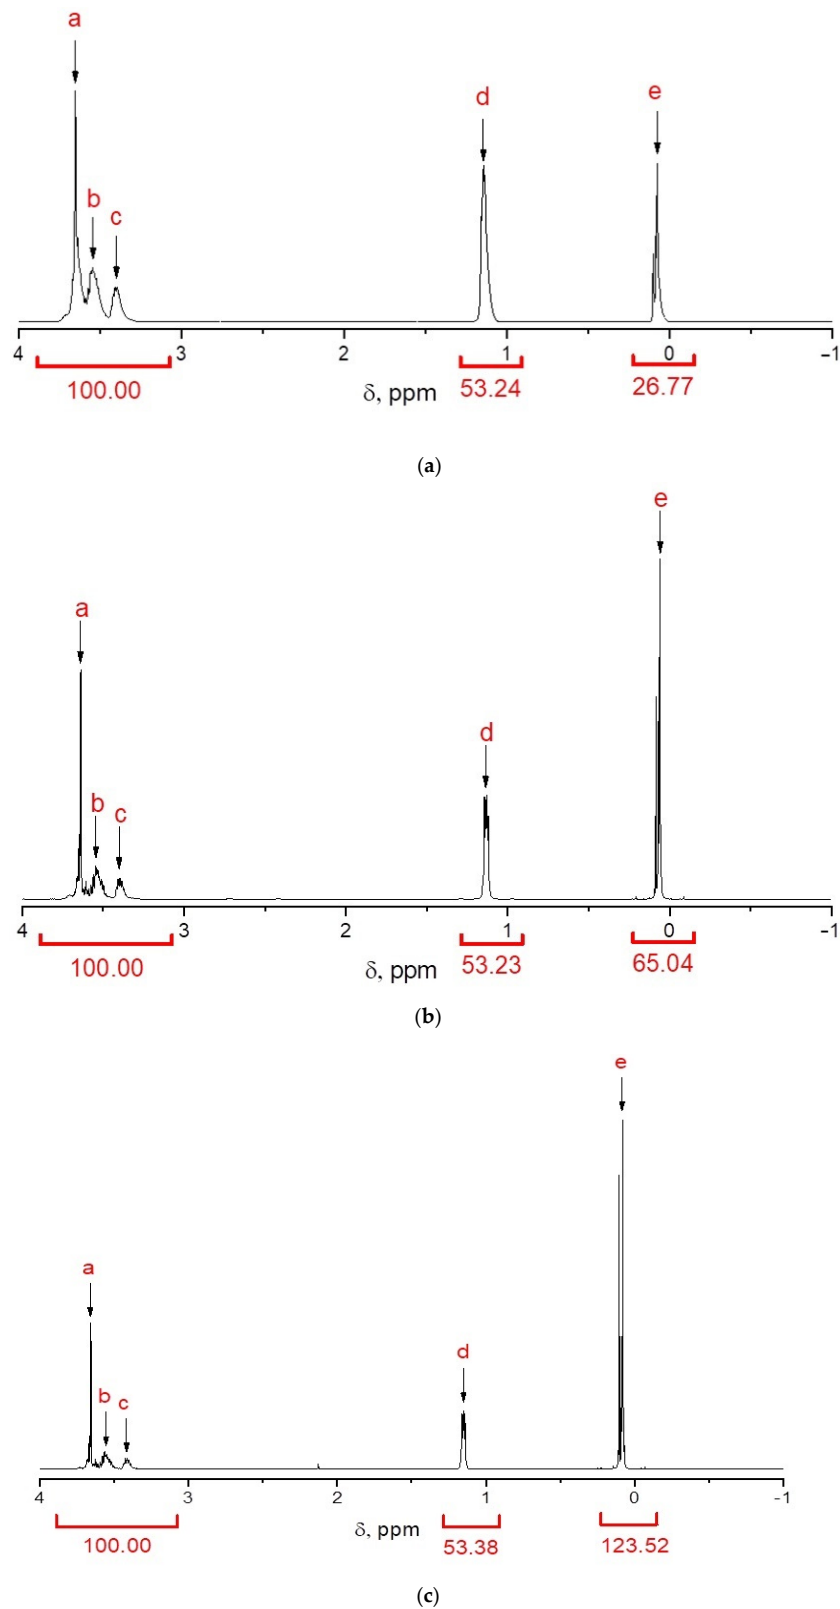 a
d
e
b
c
4 3 2 1 0 -1
100.00 δ, ppm 53.24 26.77
(a)
e
a
d
b
c
4 3 2 1 0 -1
100.00 δ, ppm 53.23 65.04
(b)
e
a
d
b
c
4 3 2 1 0 -1
100.00 δ, ppm 53.38 123.52
(c)